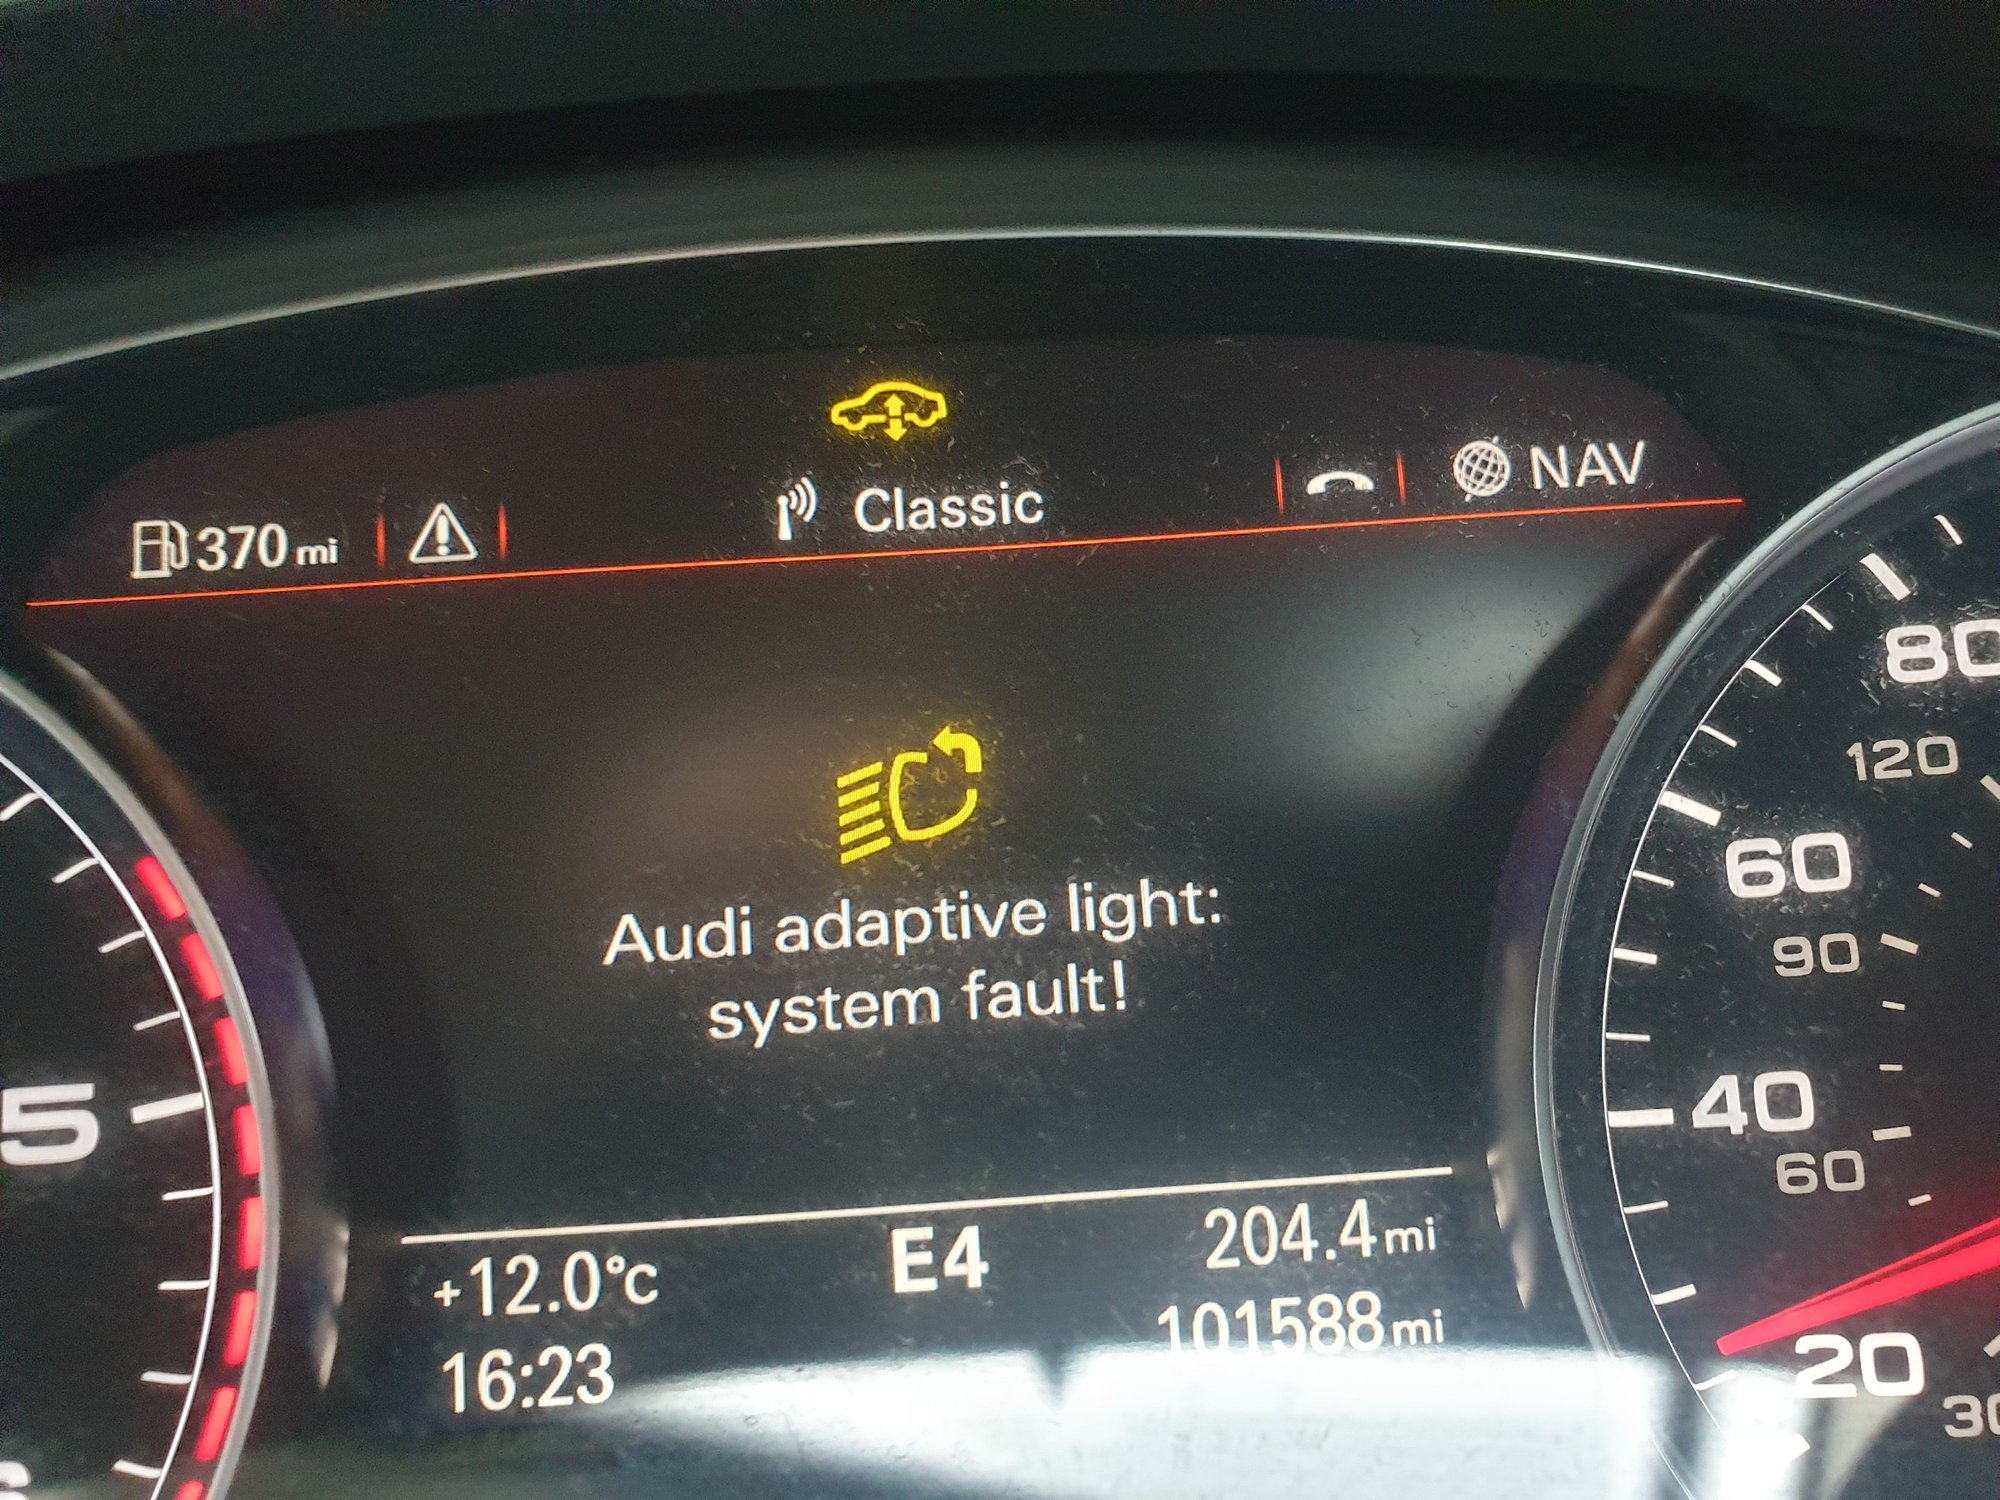 370 mi
Classic
NAV
Audi adaptive light:
system fault!
+12.0°C
E4
204.4 mi
16:23
101588 mi
5
80
120
60
90
40
60
20